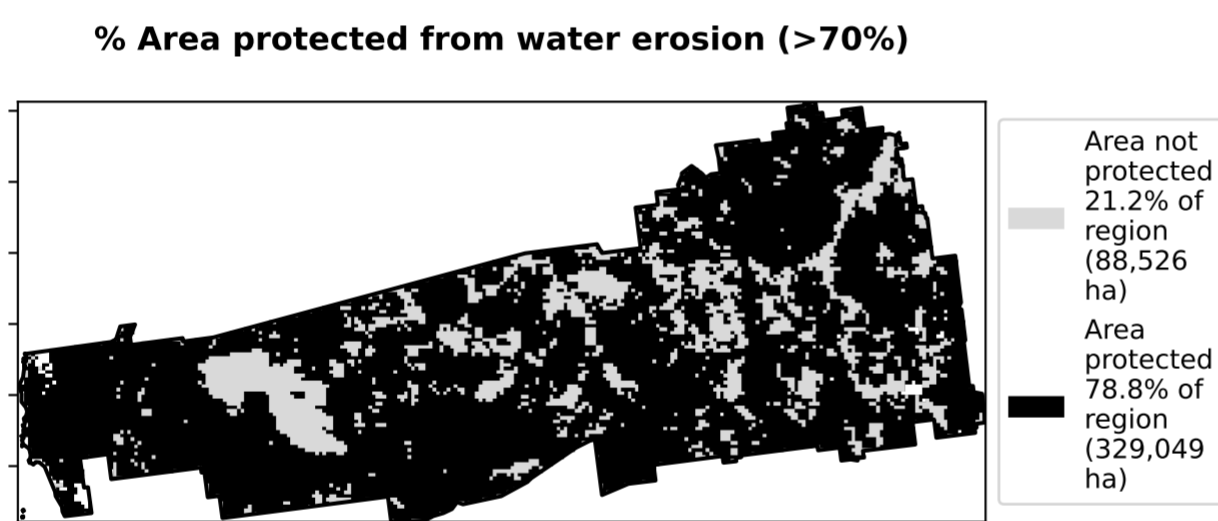 % Area protected from water erosion (>70%)
Area not
protected
21.2% of
region
(88,526
ha)
Area
protected
78.8% of
region
(329,049
ha)